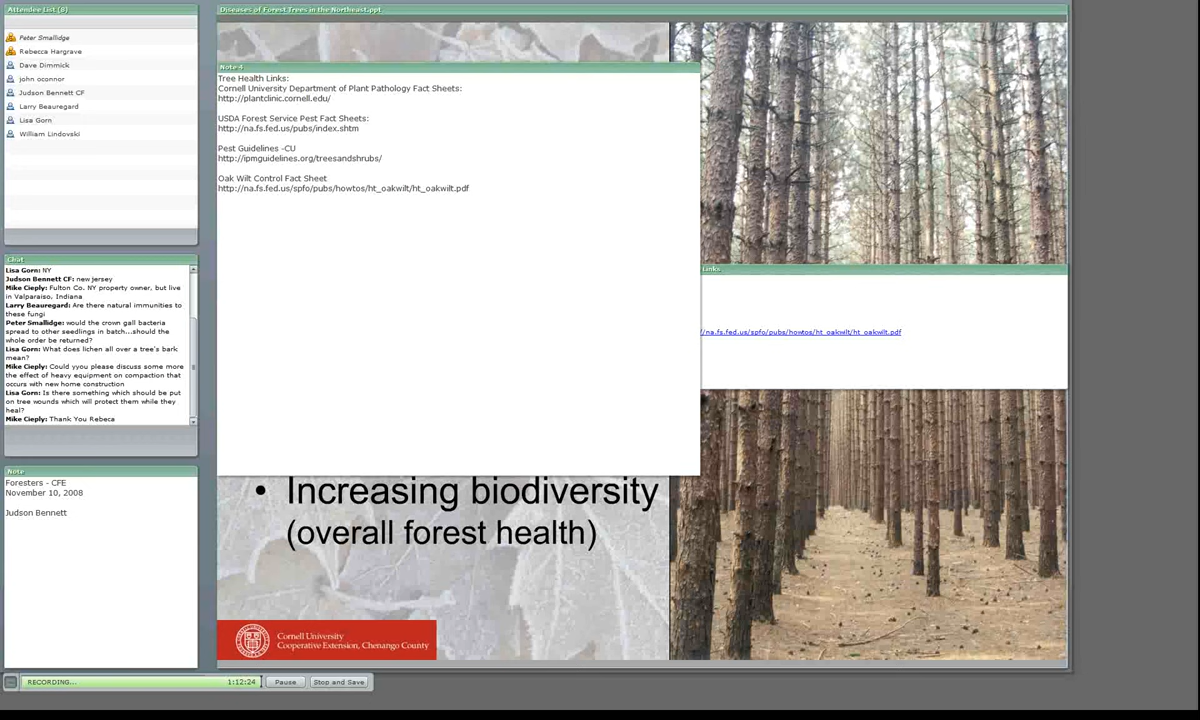 Attendee List (8)
Peter Smallidge
Rebecca Hargrave
Dave Dimmick
john oconnor
Judson Bennett CF
Larry Beauregard
Lisa Gorn
William Lindovski
Chat
Lisa Gorn: NY
Judson Bennett CF: new jersey
Mike Cieply: Fulton Co. NY property owner, but live
in Valparaiso, Indiana
Larry Beauregard: Are there natural immunities to
these fungi
Peter Smallidge: would the crown gall bacteria
spread to other seedlings in batch...should the
whole order be returned?
Lisa Gorn: What does lichen all over a tree's bark
mean?
Mike Cieply: Could yyou please discuss some more
the effect of heavy equipment on compaction that
occurs with new home construction
Lisa Gorn: Is there something which should be put
on tree wounds which will protect them while they
heal?
Mike Cieply: Thank You Rebeca
Note
Foresters - CFE
November 10, 2008
Judson Bennett
Diseases of Forest Trees in the Northeast.ppt
Note 4
Tree Health Links:
Cornell University Department of Plant Pathology Fact Sheets:
http://plantclinic.cornell.edu/
USDA Forest Service Pest Fact Sheets:
http://na.fs.fed.us/pubs/index.shtm
Pest Guidelines -CU
http://ipmguidelines.org/treesandshrubs/
Oak Wilt Control Fact Sheet
http://na.fs.fed.us/spfo/pubs/howtos/ht_oakwilt/ht_oakwilt.pdf
Links
//na.fs.fed.us/spfo/pubs/howtos/ht_oakwilt/ht_oakwilt.pdf
• Increasing biodiversity
(overall forest health)
Cornell University
Cooperative Extension, Chenango County
RECORDING... 1:12:24 Pause Stop and Save